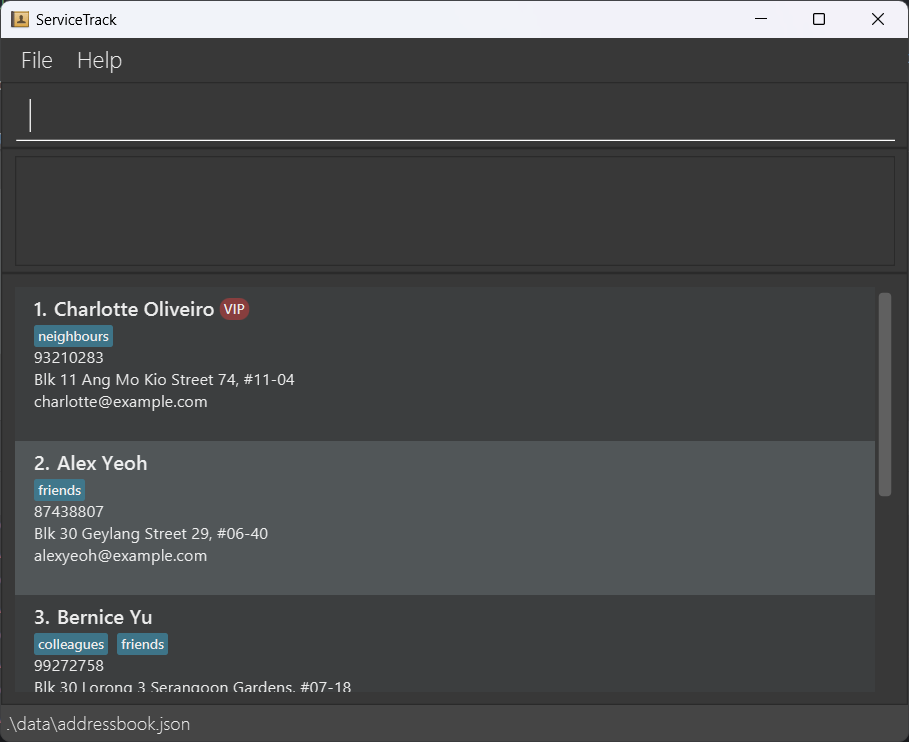 ServiceTrack
File Help
1. Charlotte Oliveiro VIP
neighbours
93210283
Blk 11 Ang Mo Kio Street 74, #11-04
charlotte@example.com
2. Alex Yeoh
friends
87438807
Blk 30 Geylang Street 29, #06-40
alexyeoh@example.com
3. Bernice Yu
colleagues friends
99272758
Blk 30 Lorong 3 Serangoon Gardens, #07-18
.\data\addressbook.json